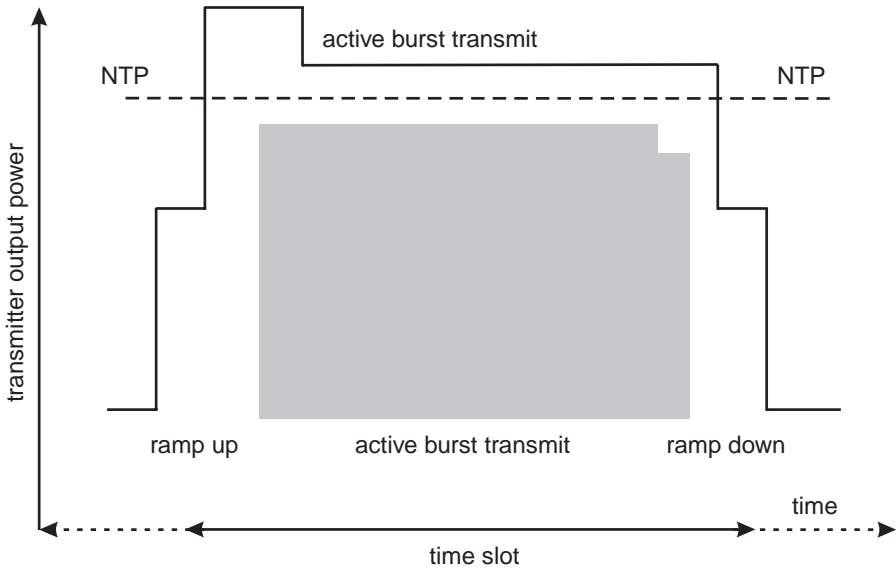 active burst transmit
NTP
NTP
transmitter output power
ramp up
active burst transmit
ramp down
time
time slot